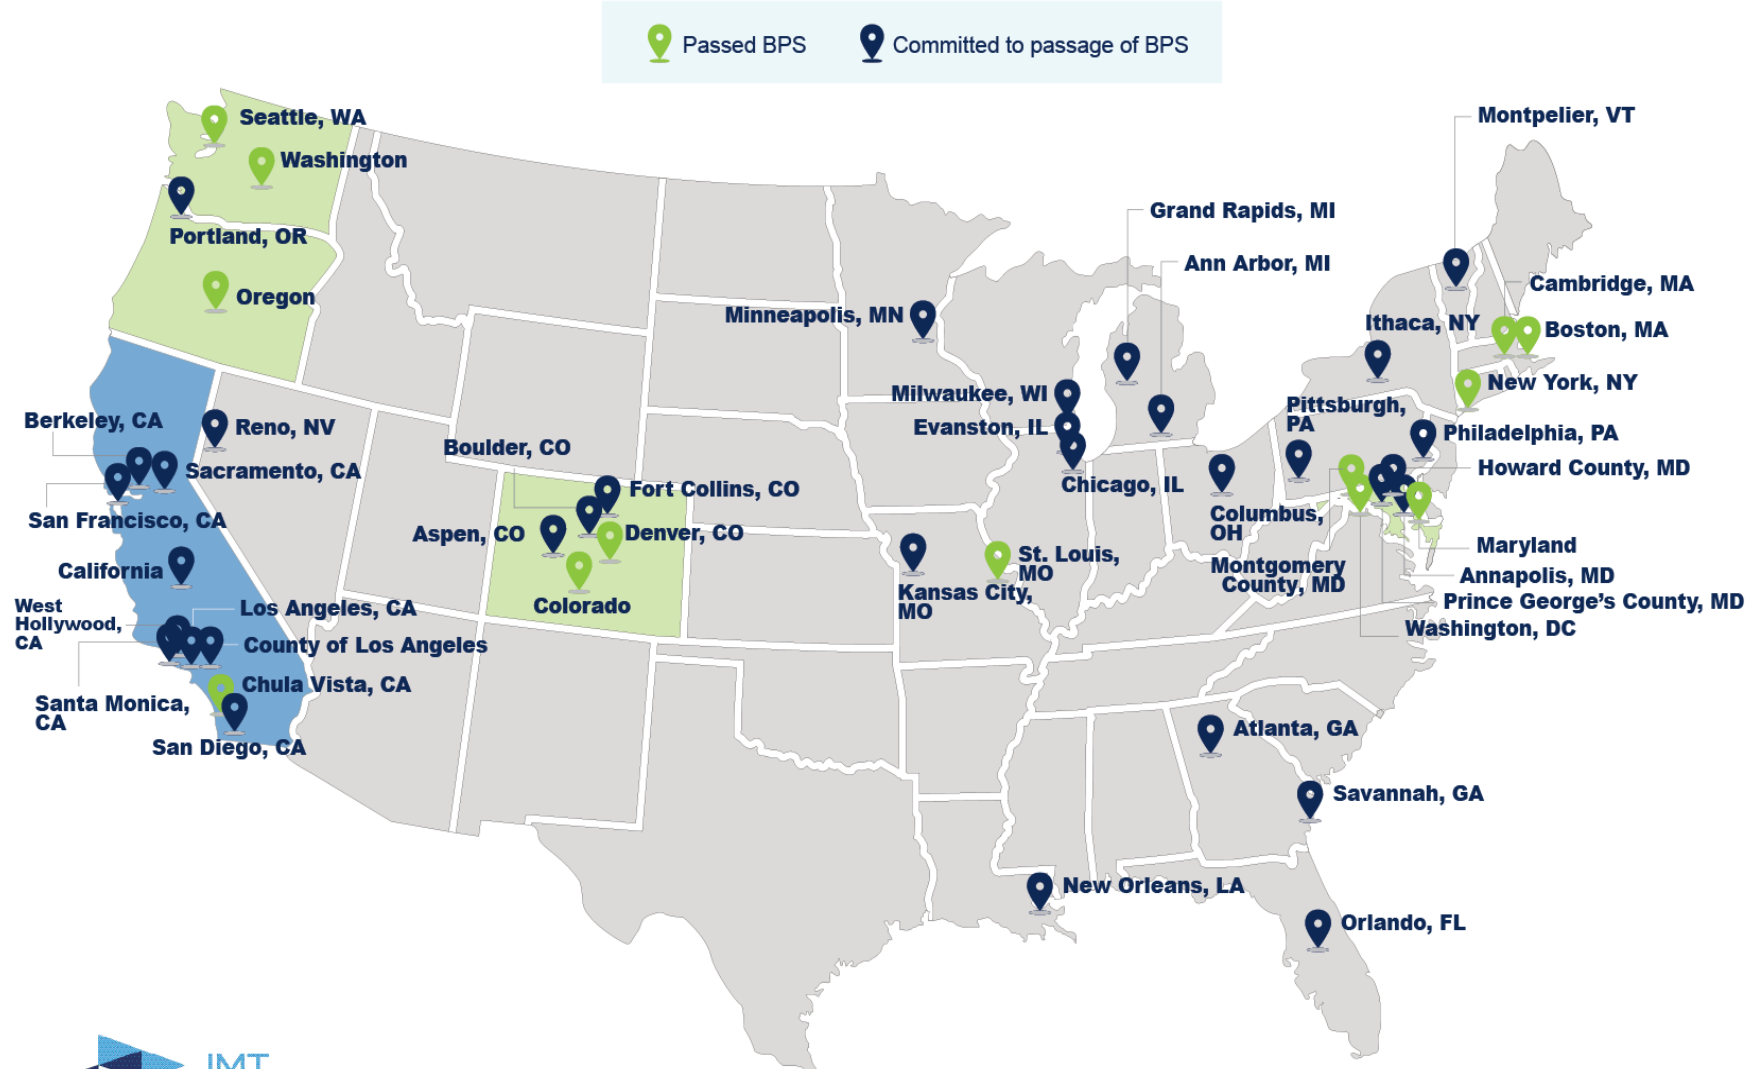 Passed BPS
Committed to passage of BPS
Seattle, WA
Washington
Portland, OR
Oregon
Montpelier, VT
Grand Rapids, MI
Ann Arbor, MI
Cambridge, MA
Minneapolis, MN
Ithaca, NY
Boston, MA
New York, NY
Milwaukee, WI
Pittsburgh,
PA
Berkeley, CA
Reno, NV
Evanston, IL
Philadelphia, PA
Boulder, CO
Sacramento, CA
Howard County, MD
Chicago, IL
Fort Collins, CO
San Francisco, CA
Columbus,
OH
Aspen, CO
Denver, CO
St. Louis,
MO
Maryland
California
Montgomery
County, MD
Annapolis, MD
Kansas City,
MO
Colorado
Prince George's County, MD
West
Hollywood,
CA
Los Angeles, CA
Washington, DC
County of Los Angeles
Chula Vista, CA
Santa Monica,
CA
San Diego, CA
Atlanta, GA
Savannah, GA
New Orleans, LA
Orlando, FL
IMT